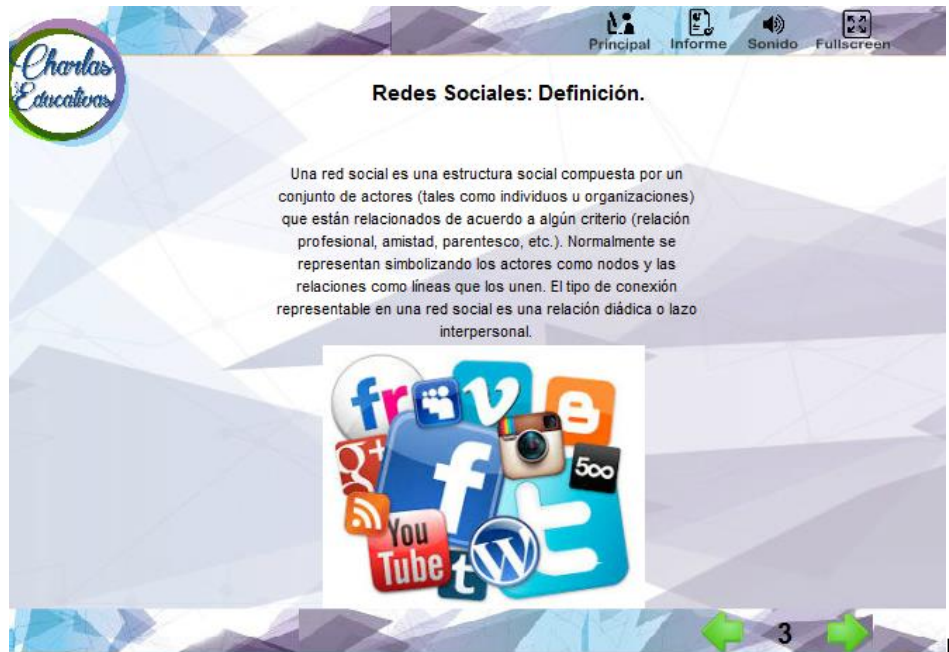 Principal Informe Sonido Fullscreen
Charlas
Educativas
Redes Sociales: Definición.
Una red social es una estructura social compuesta por un
conjunto de actores (tales como individuos u organizaciones)
que están relacionados de acuerdo a algún criterio (relación
profesional, amistad, parentesco, etc.). Normalmente se
representan simbolizando los actores como nodos y las
relaciones como líneas que los unen. El tipo de conexión
representable en una red social es una relación diádica o lazo
interpersonal.
fr
v
g+
f
500
You
Tube
t
W
3